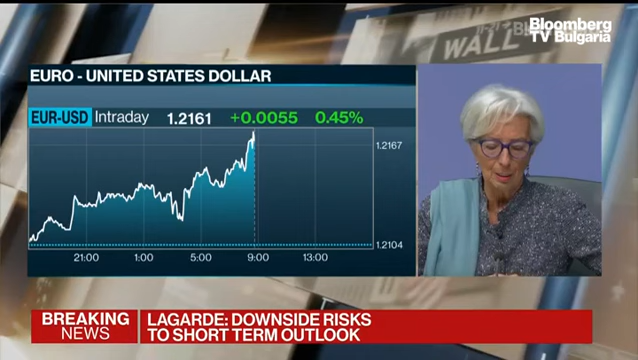 Bloomberg
TV Bulgaria
WALL
EURO - UNITED STATES DOLLAR
EUR-USD Intraday 1.2161 +0.0055 0.45%
1.2167
1.2104
21:00 1:00 5:00 9:00 13:00
BREAKING
NEWS
LAGARDE: DOWNSIDE RISKS
TO SHORT TERM OUTLOOK